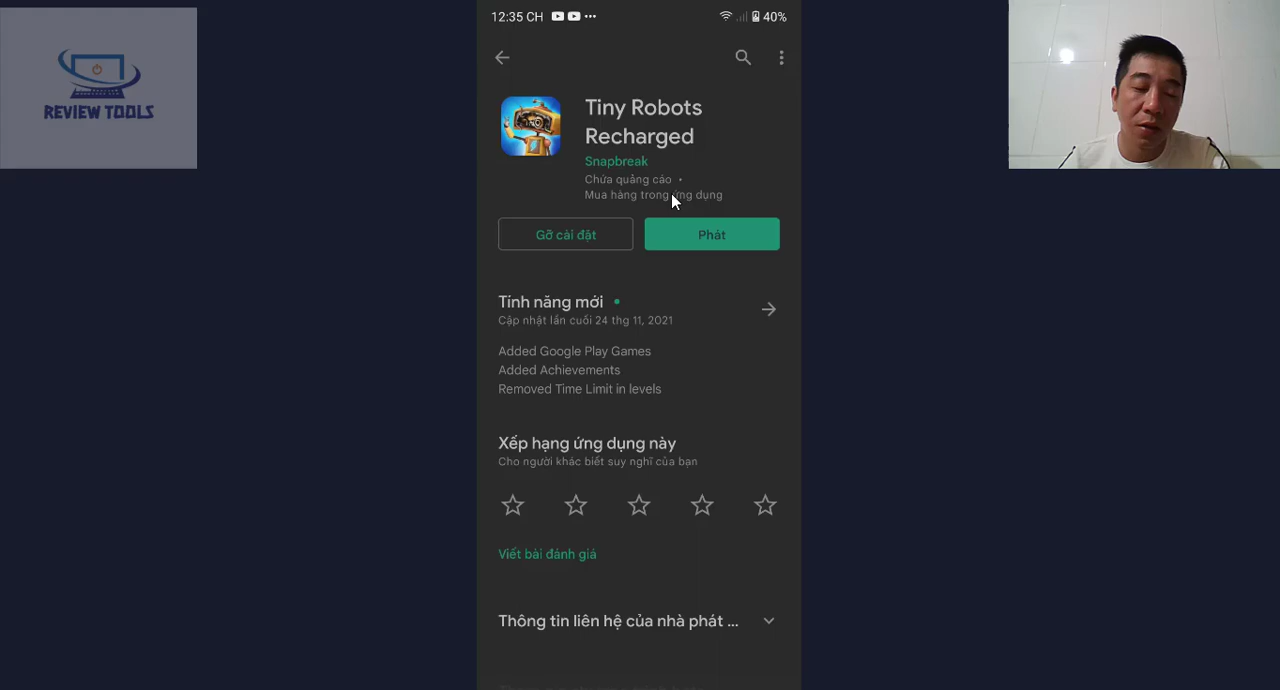 REVIEW TOOLS
12:35 CH
40%
Tiny Robots
Recharged
Snapbreak
Chứa quảng cáo •
Mua hàng trong ứng dụng
Gỡ cài đặt
Phát
Tính năng mới •
Cập nhật lần cuối 24 thg 11, 2021
Added Google Play Games
Added Achievements
Removed Time Limit in levels
Xếp hạng ứng dụng này
Cho người khác biết suy nghĩ của bạn
Viết bài đánh giá
Thông tin liên hệ của nhà phát ...